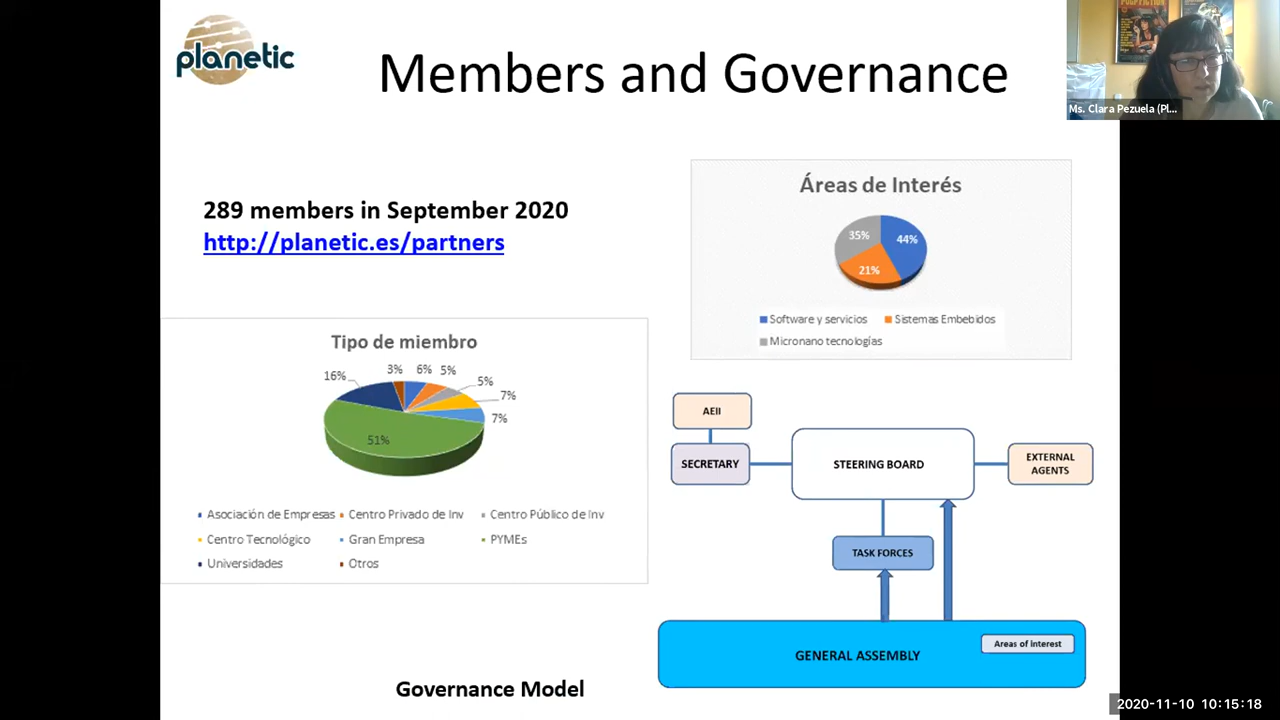 planetic
Members and Governance
PULP FICTION
Ms. Clara Pezuela (Pl...
289 members in September 2020
http://planetic.es/partners
Áreas de Interés
35%
44%
21%
Software y servicios
Sistemas Embebidos
Micronano tecnologías
Tipo de miembro
16%
3%
6%
5%
5%
7%
7%
51%
Asociación de Empresas
Centro Privado de Inv
Centro Público de Inv
Centro Tecnológico
Gran Empresa
PYMEs
Universidades
Otros
AEII
SECRETARY
STEERING BOARD
EXTERNAL
AGENTS
TASK FORCES
Areas of interest
GENERAL ASSEMBLY
Governance Model
2020-11-10 10:15:18